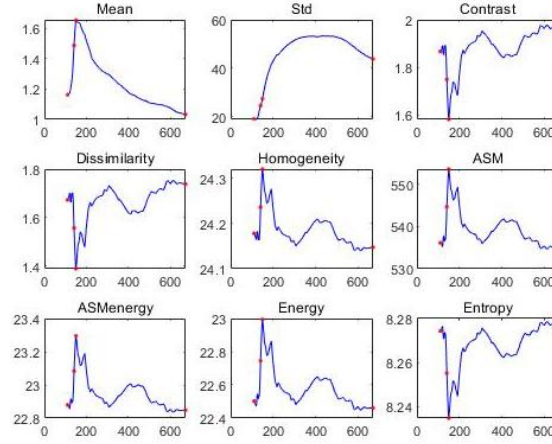 Mean Std Contrast
1.6 60 2
1.4 40 1.8
1.2
1 20 1.6
0 200 400 600 0 200 400 600 0 200 400 600
Dissimilarity Homogeneity ASM
1.8 24.3 550
1.6 24.2 540
1.4 24.1 530
0 200 400 600 0 200 400 600 0 200 400 600
ASMenergy Energy Entropy
23.4 23 8.28
23.2 22.8 8.26
23 22.6
22.8 22.4 8.24
0 200 400 600 0 200 400 600 0 200 400 600